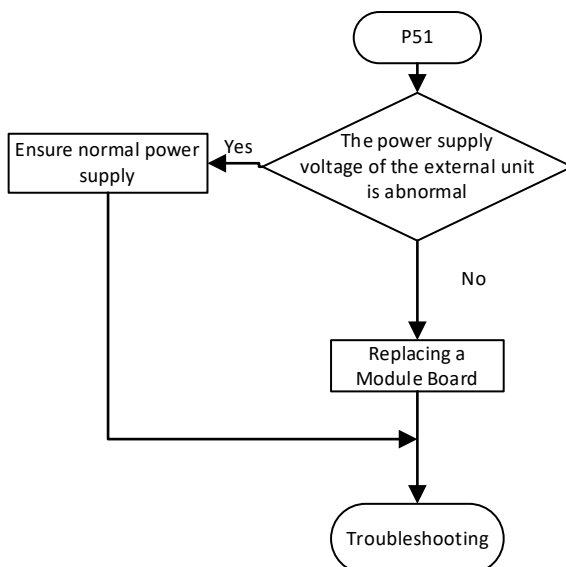 P51
The power supply
voltage of the external unit
is abnormal
Yes
Ensure normal power
supply
No
Replacing a
Module Board
Troubleshooting